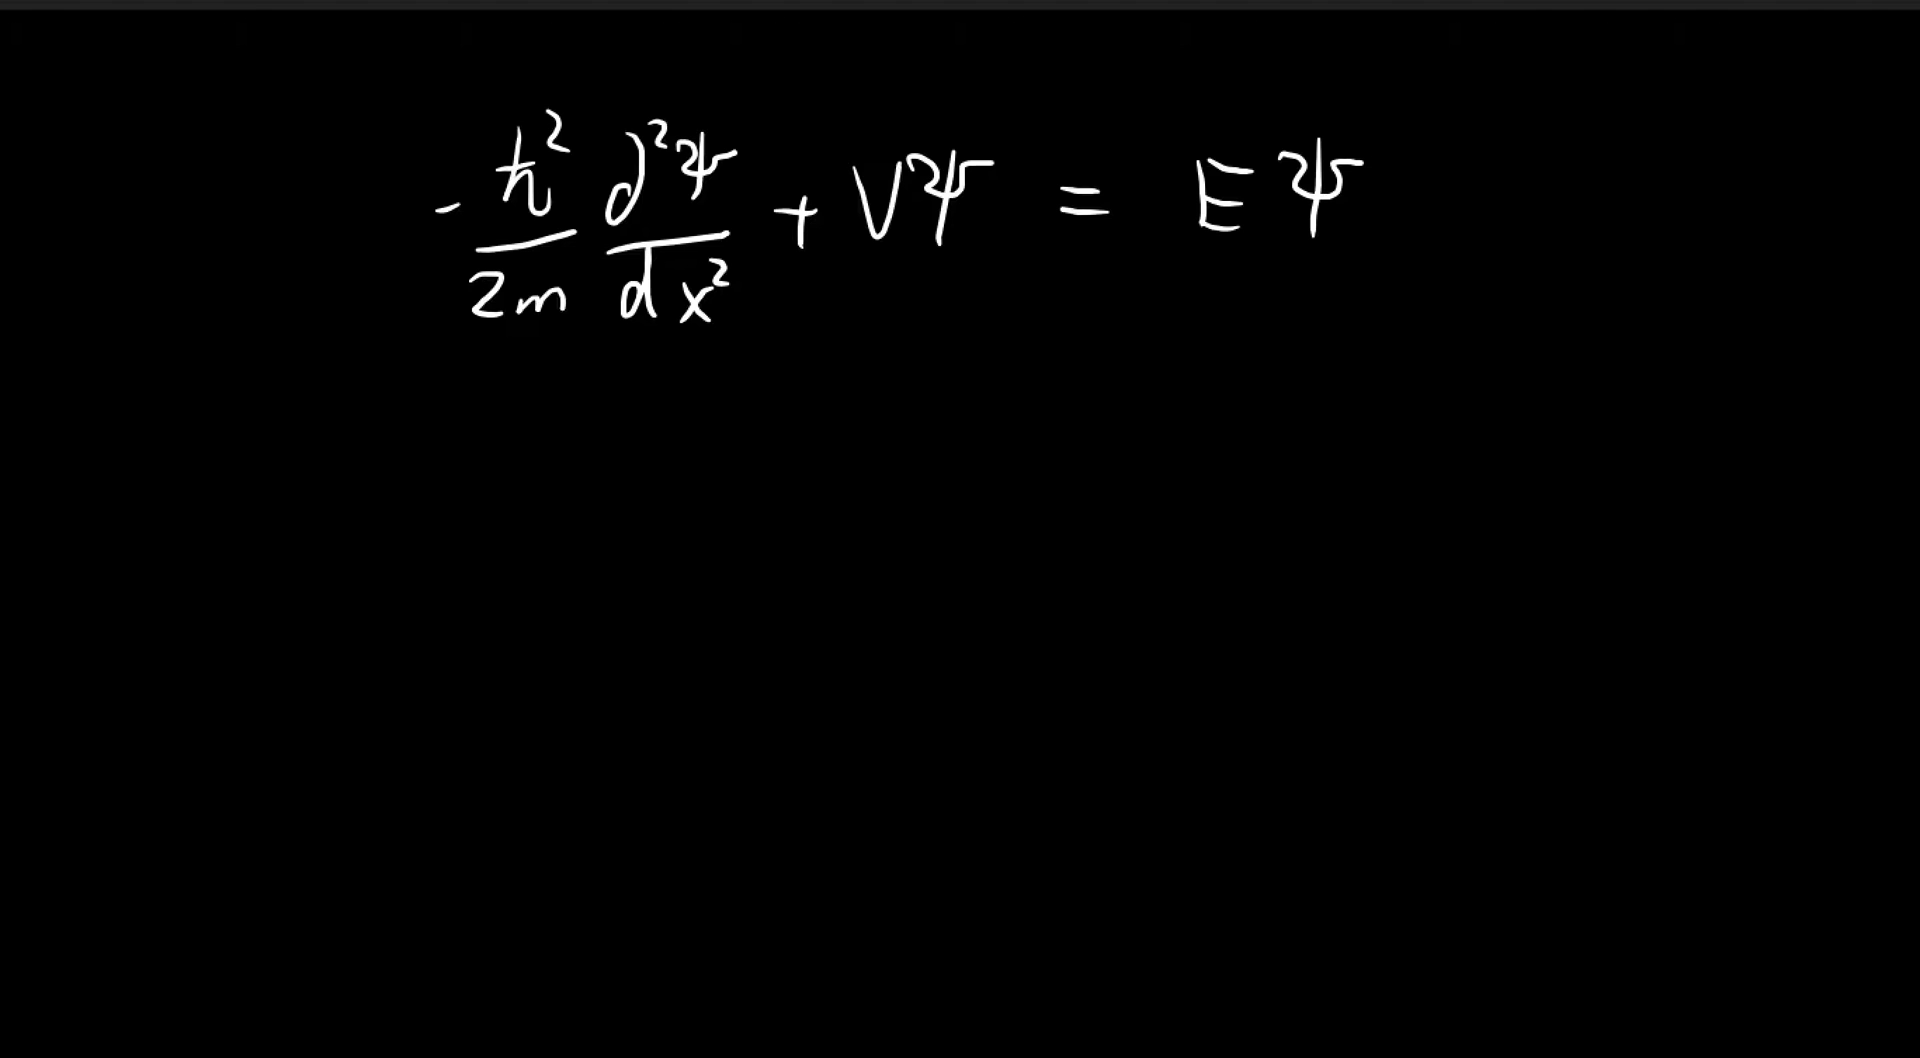 -ħ²/2m d²ψ/dx² + Vψ = Eψ